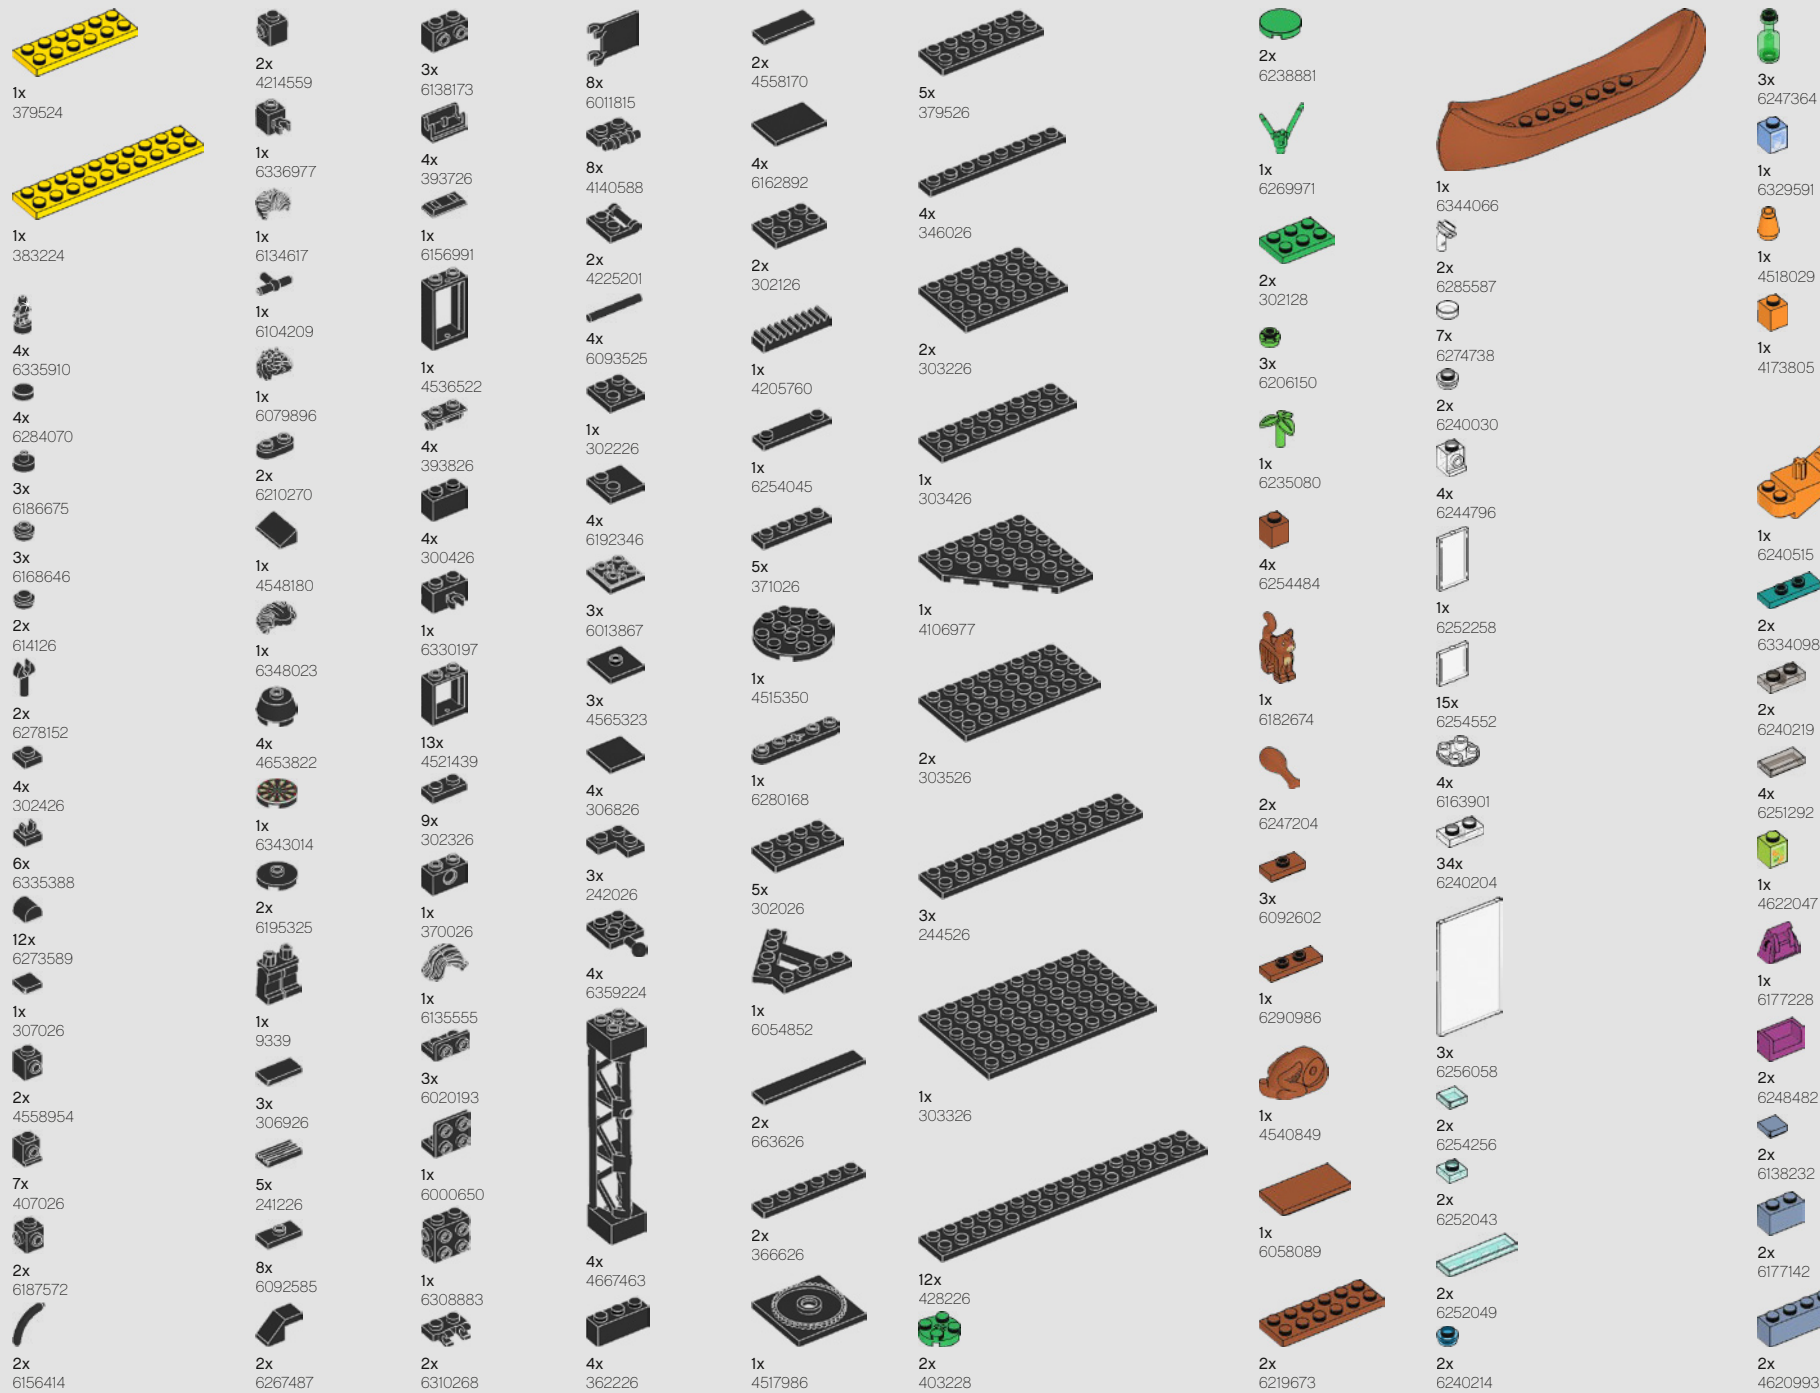 1x
379524
1x
383224
4x
6335910
4x
6284070
3x
6186675
3x
6168646
2x
614126
2x
6278152
4x
302426
6x
6335388
12x
6273589
1x
307026
2x
4558954
7x
407026
2x
6187572
2x
6156414
2x
4214559
1x
6336977
1x
6134617
1x
6104209
1x
6079896
2x
6210270
1x
4548180
1x
6348023
4x
4653822
1x
6343014
2x
6195325
1x
9339
3x
306926
5x
241226
8x
6092585
2x
6267487
3x
6138173
4x
393726
1x
6156991
1x
4536522
4x
393826
4x
300426
1x
6330197
13x
4521439
9x
302326
1x
370026
1x
6135555
3x
6020193
1x
6000650
1x
6308883
2x
6310268
8x
6011815
8x
4140588
2x
4225201
4x
6093525
1x
302226
4x
6192346
3x
6013867
3x
4565323
4x
306826
3x
242026
4x
6359224
4x
4667463
4x
362226
2x
4558170
4x
6162892
2x
302126
1x
4205760
1x
6254045
5x
371026
1x
4515350
1x
6280168
5x
302026
1x
6054852
2x
663626
2x
366626
1x
4517986
5x
379526
4x
346026
2x
303226
1x
303426
1x
4106977
2x
303526
3x
244526
1x
303326
12x
428226
2x
403228
2x
6238881
1x
6269971
2x
302128
3x
6206150
1x
6235080
4x
6254484
1x
6182674
2x
6247204
3x
6092602
1x
6290986
1x
4540849
1x
6058089
2x
6219673
1x
6344066
2x
6285587
7x
6274738
2x
6240030
4x
6244796
1x
6252258
15x
6254552
4x
6163901
34x
6240204
3x
6256058
2x
6254256
2x
6252043
2x
6252049
2x
6240214
3x
6247364
1x
6329591
1x
4518029
1x
4173805
1x
6240515
2x
6334098
2x
6240219
4x
6251292
1x
4622047
1x
6177228
2x
6248482
2x
6138232
2x
6177142
2x
4620993